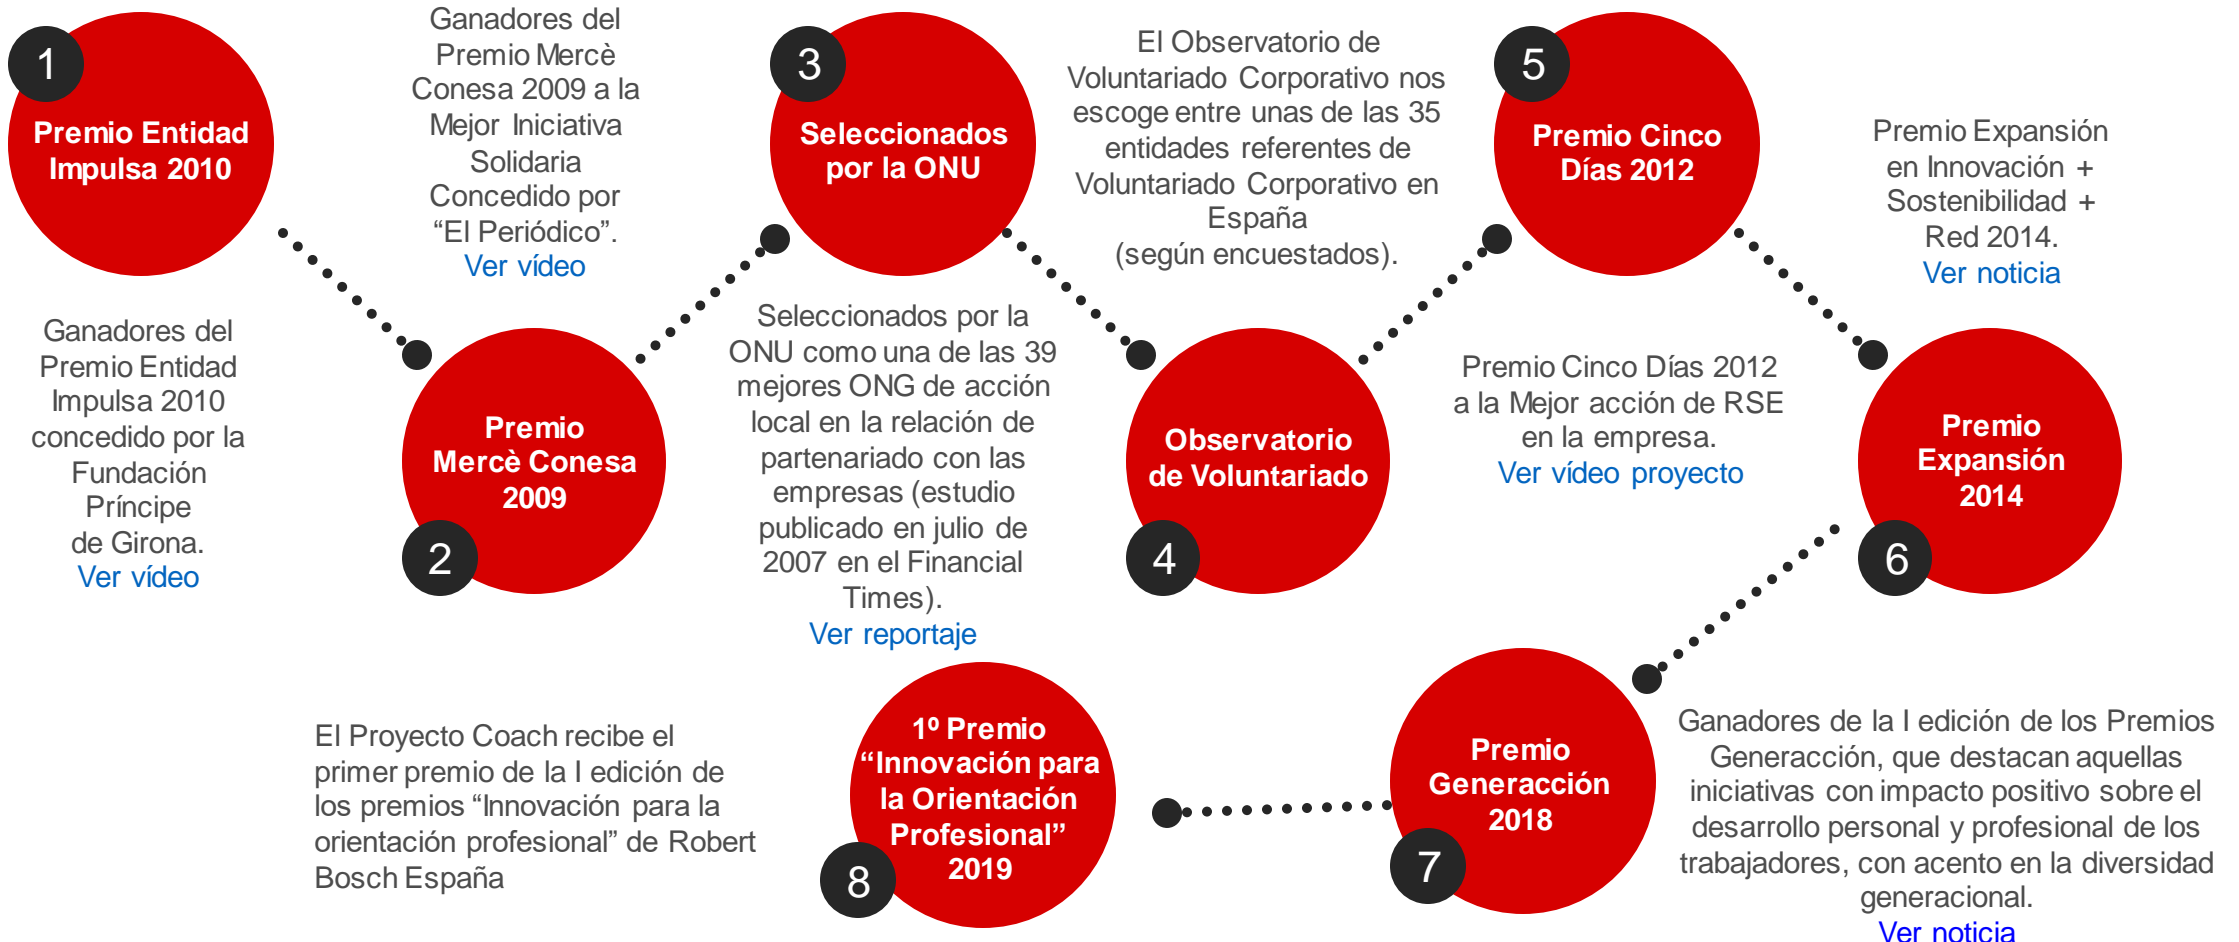 1
Premio Entidad
Impulsa 2010
Ganadores del
Premio Entidad
Impulsa 2010
concedido por la
Fundación
Príncipe
de Girona.
Ver vídeo
Ganadores del
Premio Mercè
Conesa 2009 a la
Mejor Iniciativa
Solidaria
Concedido por
“El Periódico”.
Ver vídeo
Premio
Mercè Conesa
2009
2
3
Seleccionados
por la ONU
Seleccionados por la
ONU como una de las 39
mejores ONG de acción
local en la relación de
partenariado con las
empresas (estudio
publicado en julio de
2007 en el Financial
Times).
Ver reportaje
El Observatorio de
Voluntariado Corporativo nos
escoge entre unas de las 35
entidades referentes de
Voluntariado Corporativo en
España
(según encuestados).
Observatorio
de Voluntariado
4
5
Premio Cinco
Días 2012
Premio Cinco Días 2012
a la Mejor acción de RSE
en la empresa.
Ver vídeo proyecto
Premio Expansión
en Innovación +
Sostenibilidad +
Red 2014.
Ver noticia
Premio
Expansión
2014
6
Premio
Generacción
2018
7
Ganadores de la I edición de los Premios
Generacción, que destacan aquellas
iniciativas con impacto positivo sobre el
desarrollo personal y profesional de los
trabajadores, con acento en la diversidad
generacional.
Ver noticia
1º Premio
“Innovación para
la Orientación
Profesional”
2019
8
El Proyecto Coach recibe el
primer premio de la I edición de
los premios “Innovación para la
orientación profesional” de Robert
Bosch España